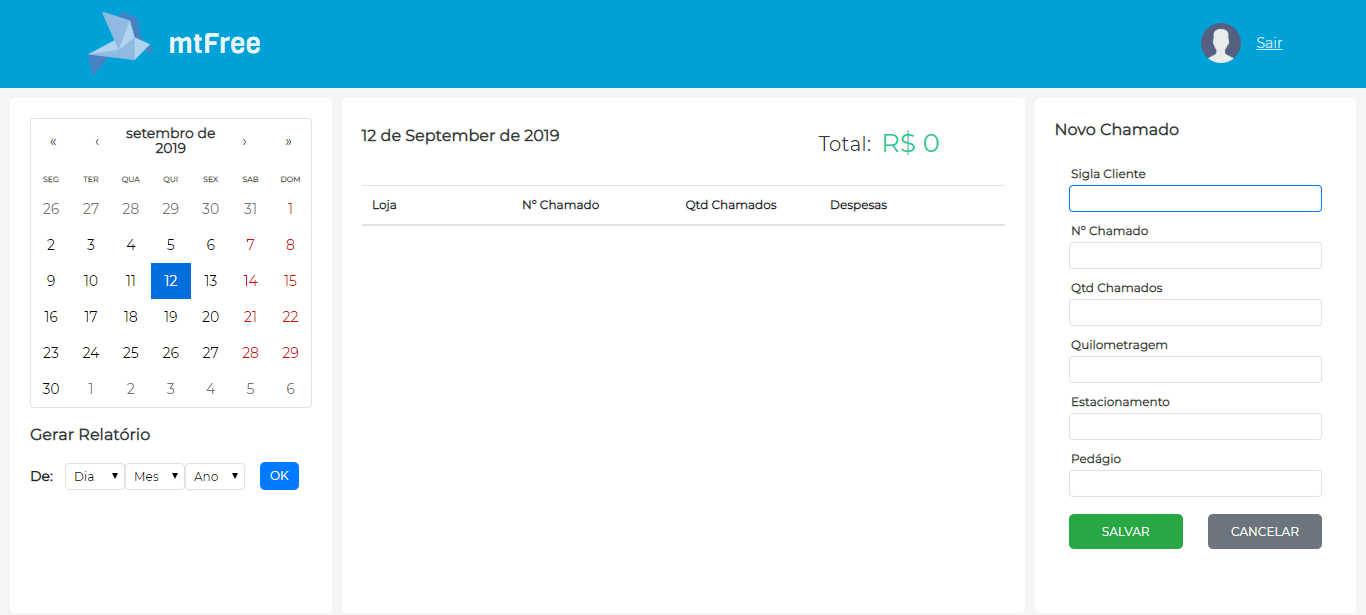 mtFree
Sair
« ‹ setembro de 2019 › »
SEG TER QUA QUI SEX SAB DOM
26 27 28 29 30 31 1
2 3 4 5 6 7 8
9 10 11 12 13 14 15
16 17 18 19 20 21 22
23 24 25 26 27 28 29
30 1 2 3 4 5 6
Gerar Relatório
De: Dia Mes Ano OK
12 de September de 2019
Total: R$ 0
Loja Nº Chamado Qtd Chamados Despesas
Novo Chamado
Sigla Cliente
Nº Chamado
Qtd Chamados
Quilometragem
Estacionamento
Pedágio
SALVAR CANCELAR